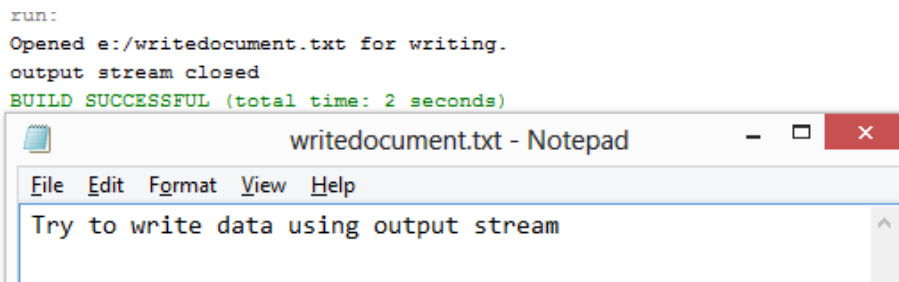 run:
Opened e:/writedocument.txt for writing.
output stream closed
BUILD SUCCESSFUL (total time: 2 seconds)
writedocument.txt - Notepad
File Edit Format View Help
Try to write data using output stream